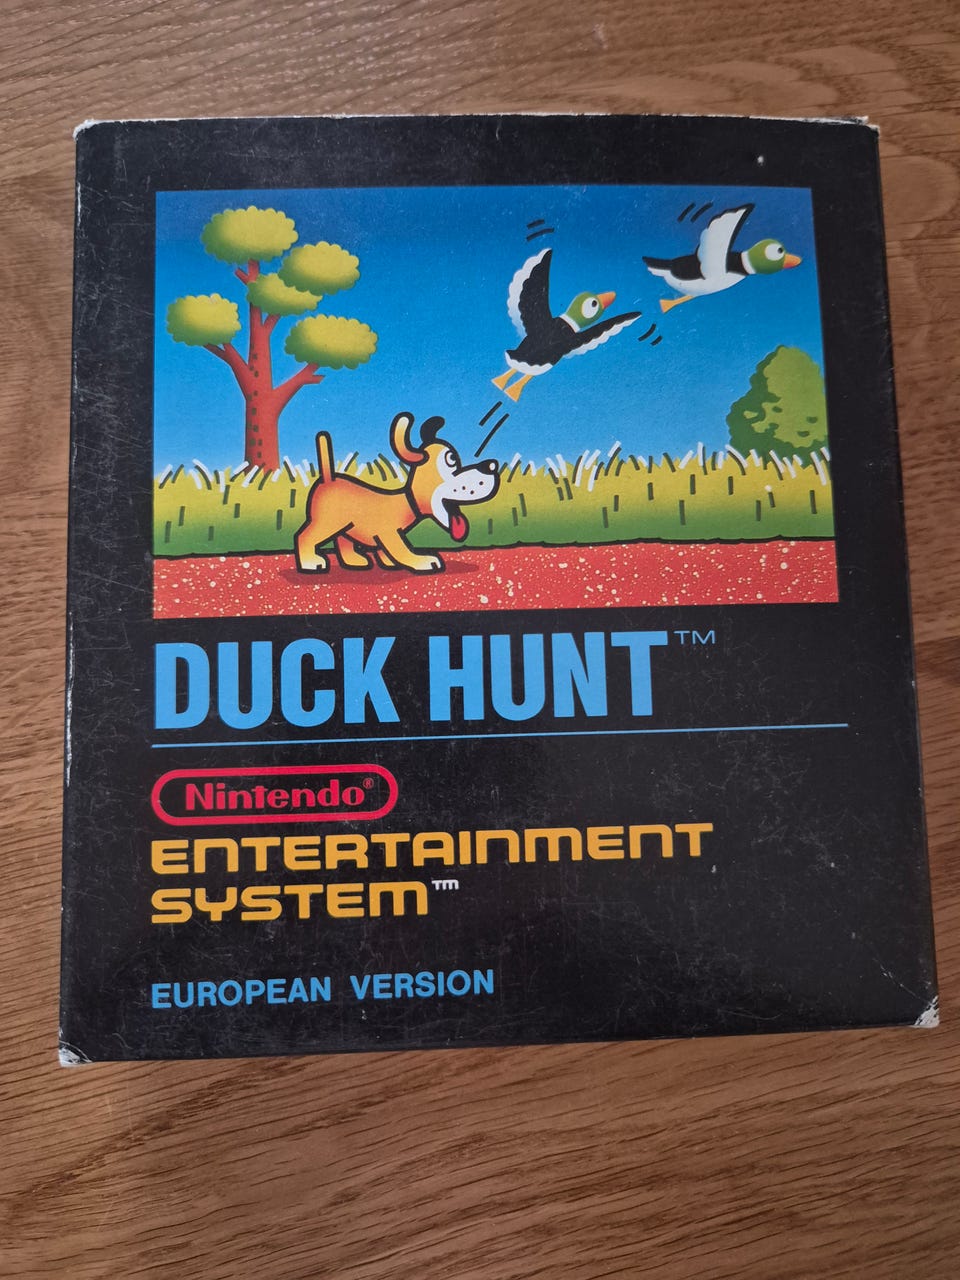 DUCK HUNT™
Nintendo®
ENTERTAINMENT
SYSTEM™
EUROPEAN VERSION